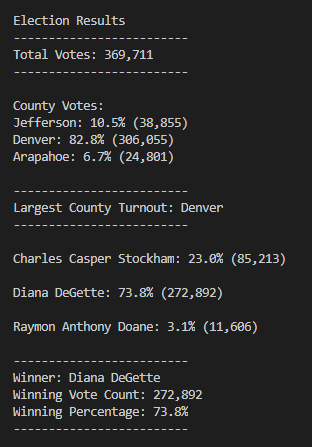 Election Results
-------------------------
Total Votes: 369,711
-------------------------
County Votes:
Jefferson: 10.5% (38,855)
Denver: 82.8% (306,055)
Arapahoe: 6.7% (24,801)
-------------------------
Largest County Turnout: Denver
-------------------------
Charles Casper Stockham: 23.0% (85,213)
Diana DeGette: 73.8% (272,892)
Raymon Anthony Doane: 3.1% (11,606)
-------------------------
Winner: Diana DeGette
Winning Vote Count: 272,892
Winning Percentage: 73.8%
-------------------------